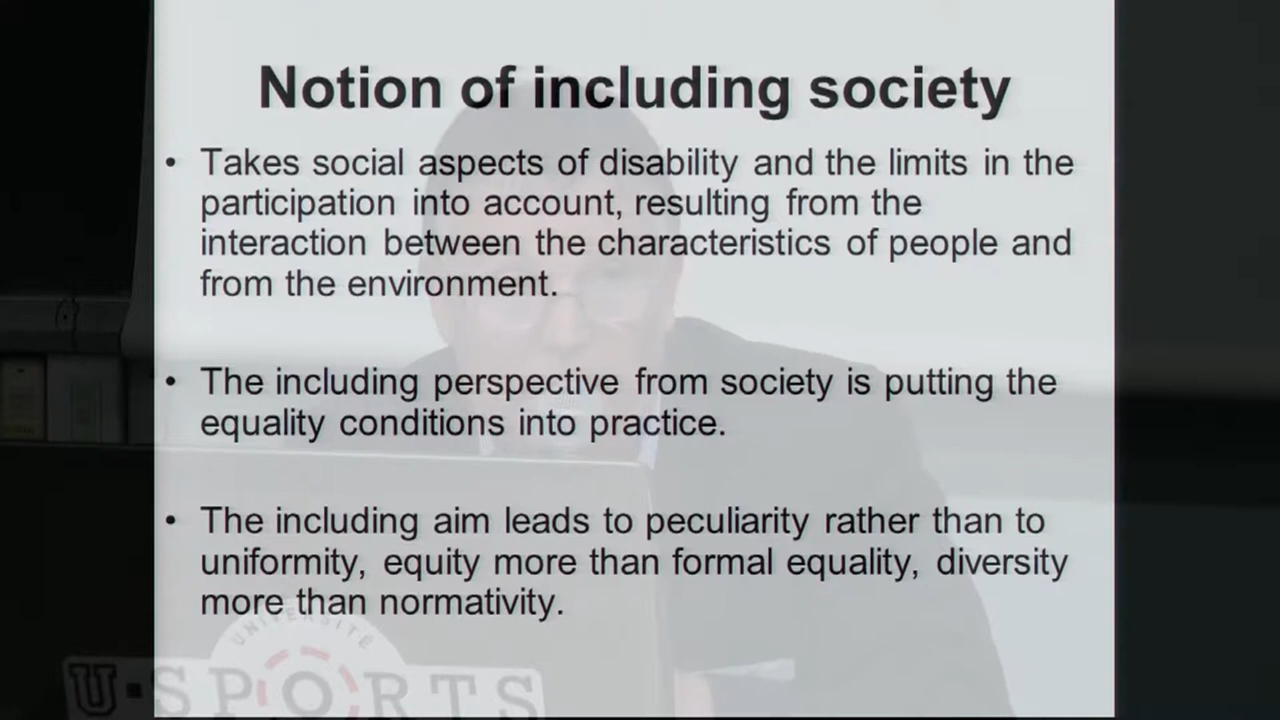 Notion of including society
• Takes social aspects of disability and the limits in the
participation into account, resulting from the
interaction between the characteristics of people and
from the environment.
• The including perspective from society is putting the
equality conditions into practice.
• The including aim leads to peculiarity rather than to
uniformity, equity more than formal equality, diversity
more than normativity.
UNIVERSITÉ
U·SPORTS